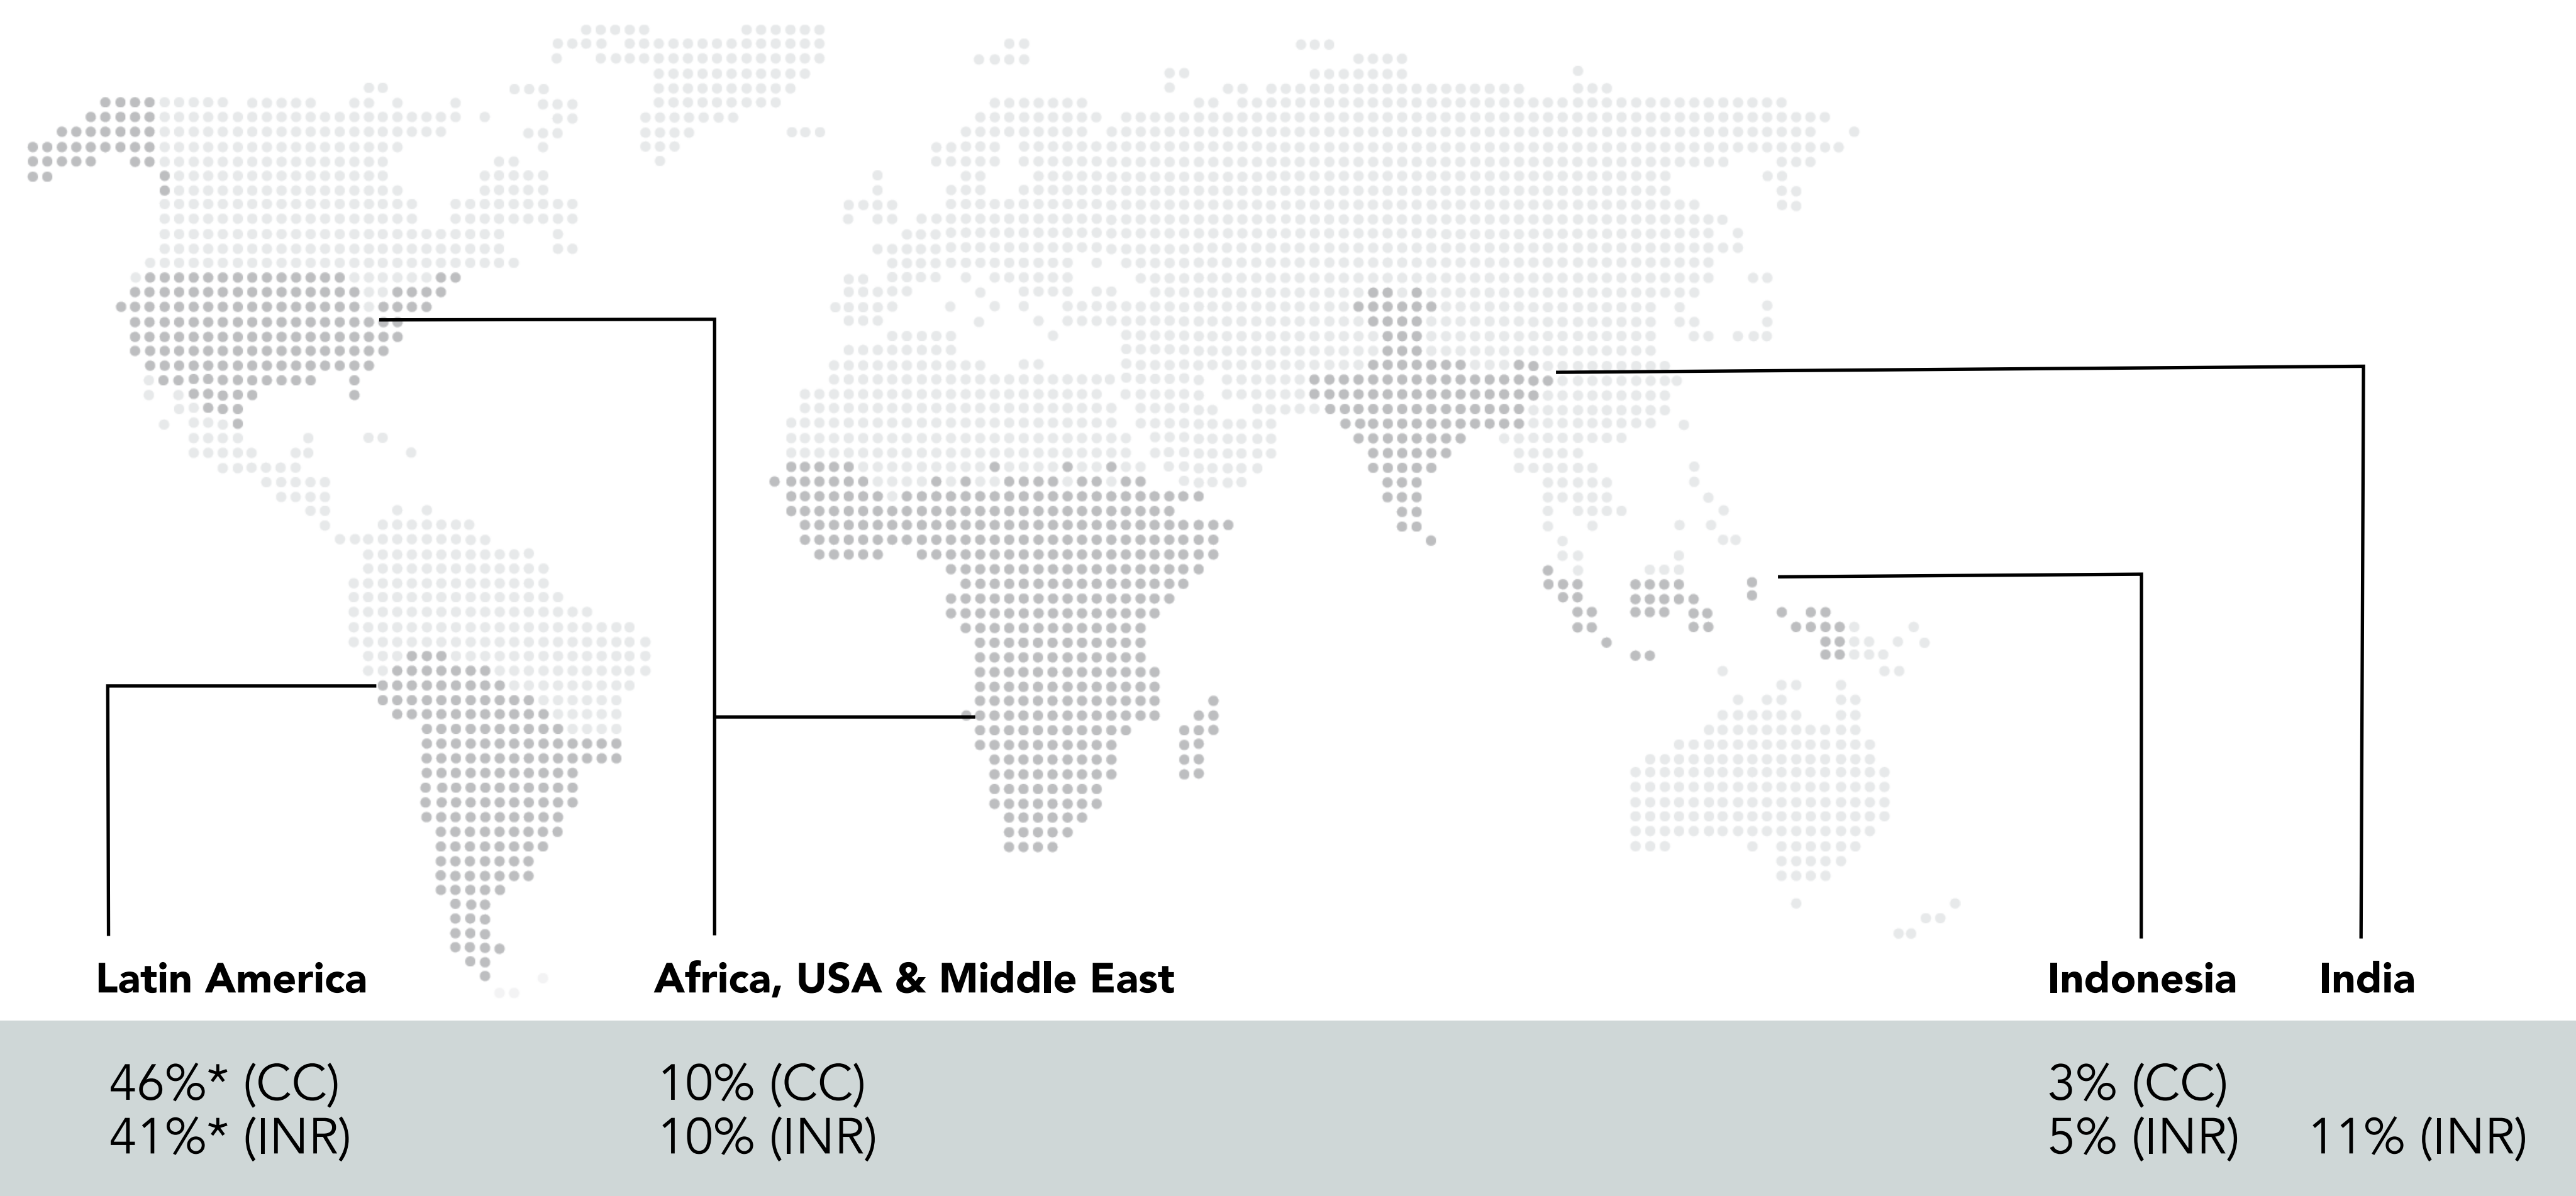 Latin America
Africa, USA & Middle East
Indonesia
India
46%* (CC)
41%* (INR)
10% (CC)
10% (INR)
3% (CC)
5% (INR)
11% (INR)